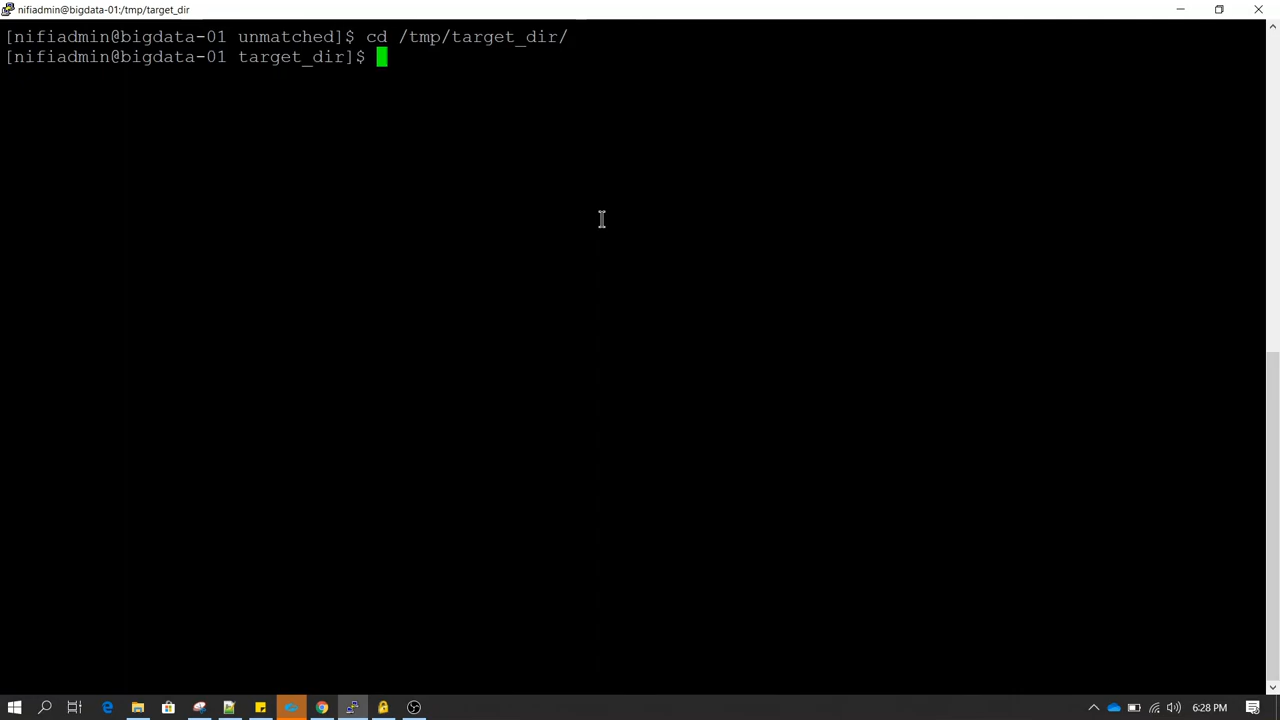 nifiadmin@bigdata-01:/tmp/target_dir
[nifiadmin@bigdata-01 unmatched]$ cd /tmp/target_dir/
[nifiadmin@bigdata-01 target_dir]$
6:28 PM